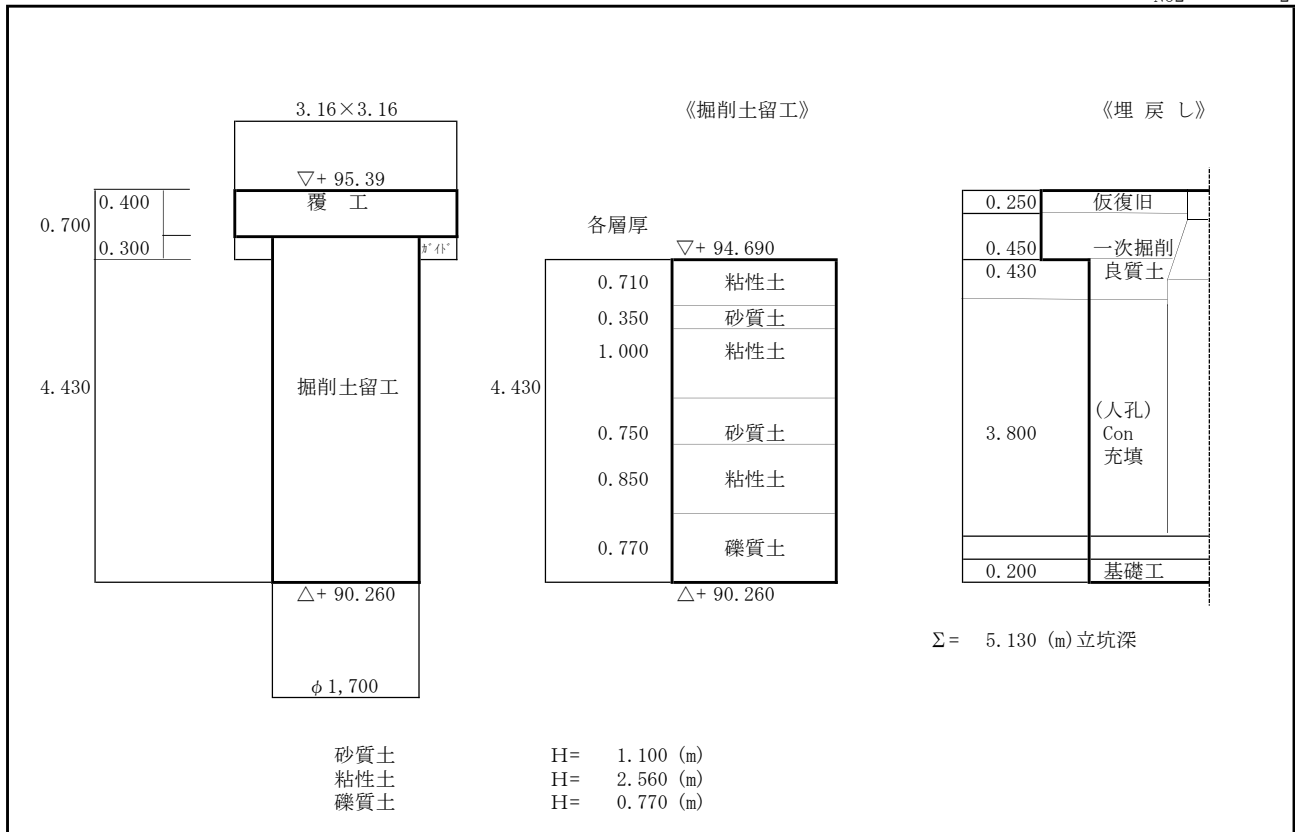 3.16×3.16
《掘削土留工》
《埋 戻 し》
▽+ 95.39
覆 工
0.400
0.700
0.300
ｶﾞｲﾄﾞ
各層厚
▽+ 94.690
0.710 粘性土
0.350 砂質土
1.000 粘性土
掘削土留工
4.430
4.430
0.750 砂質土
0.850 粘性土
0.770 礫質土
△+ 90.260
△+ 90.260
0.250 仮復旧
0.450 一次掘削
0.430 良質土
3.800
(人孔)
Con
充填
0.200 基礎工
Σ= 5.130 (m)立坑深
φ1,700
砂質土 H= 1.100 (m)
粘性土 H= 2.560 (m)
礫質土 H= 0.770 (m)